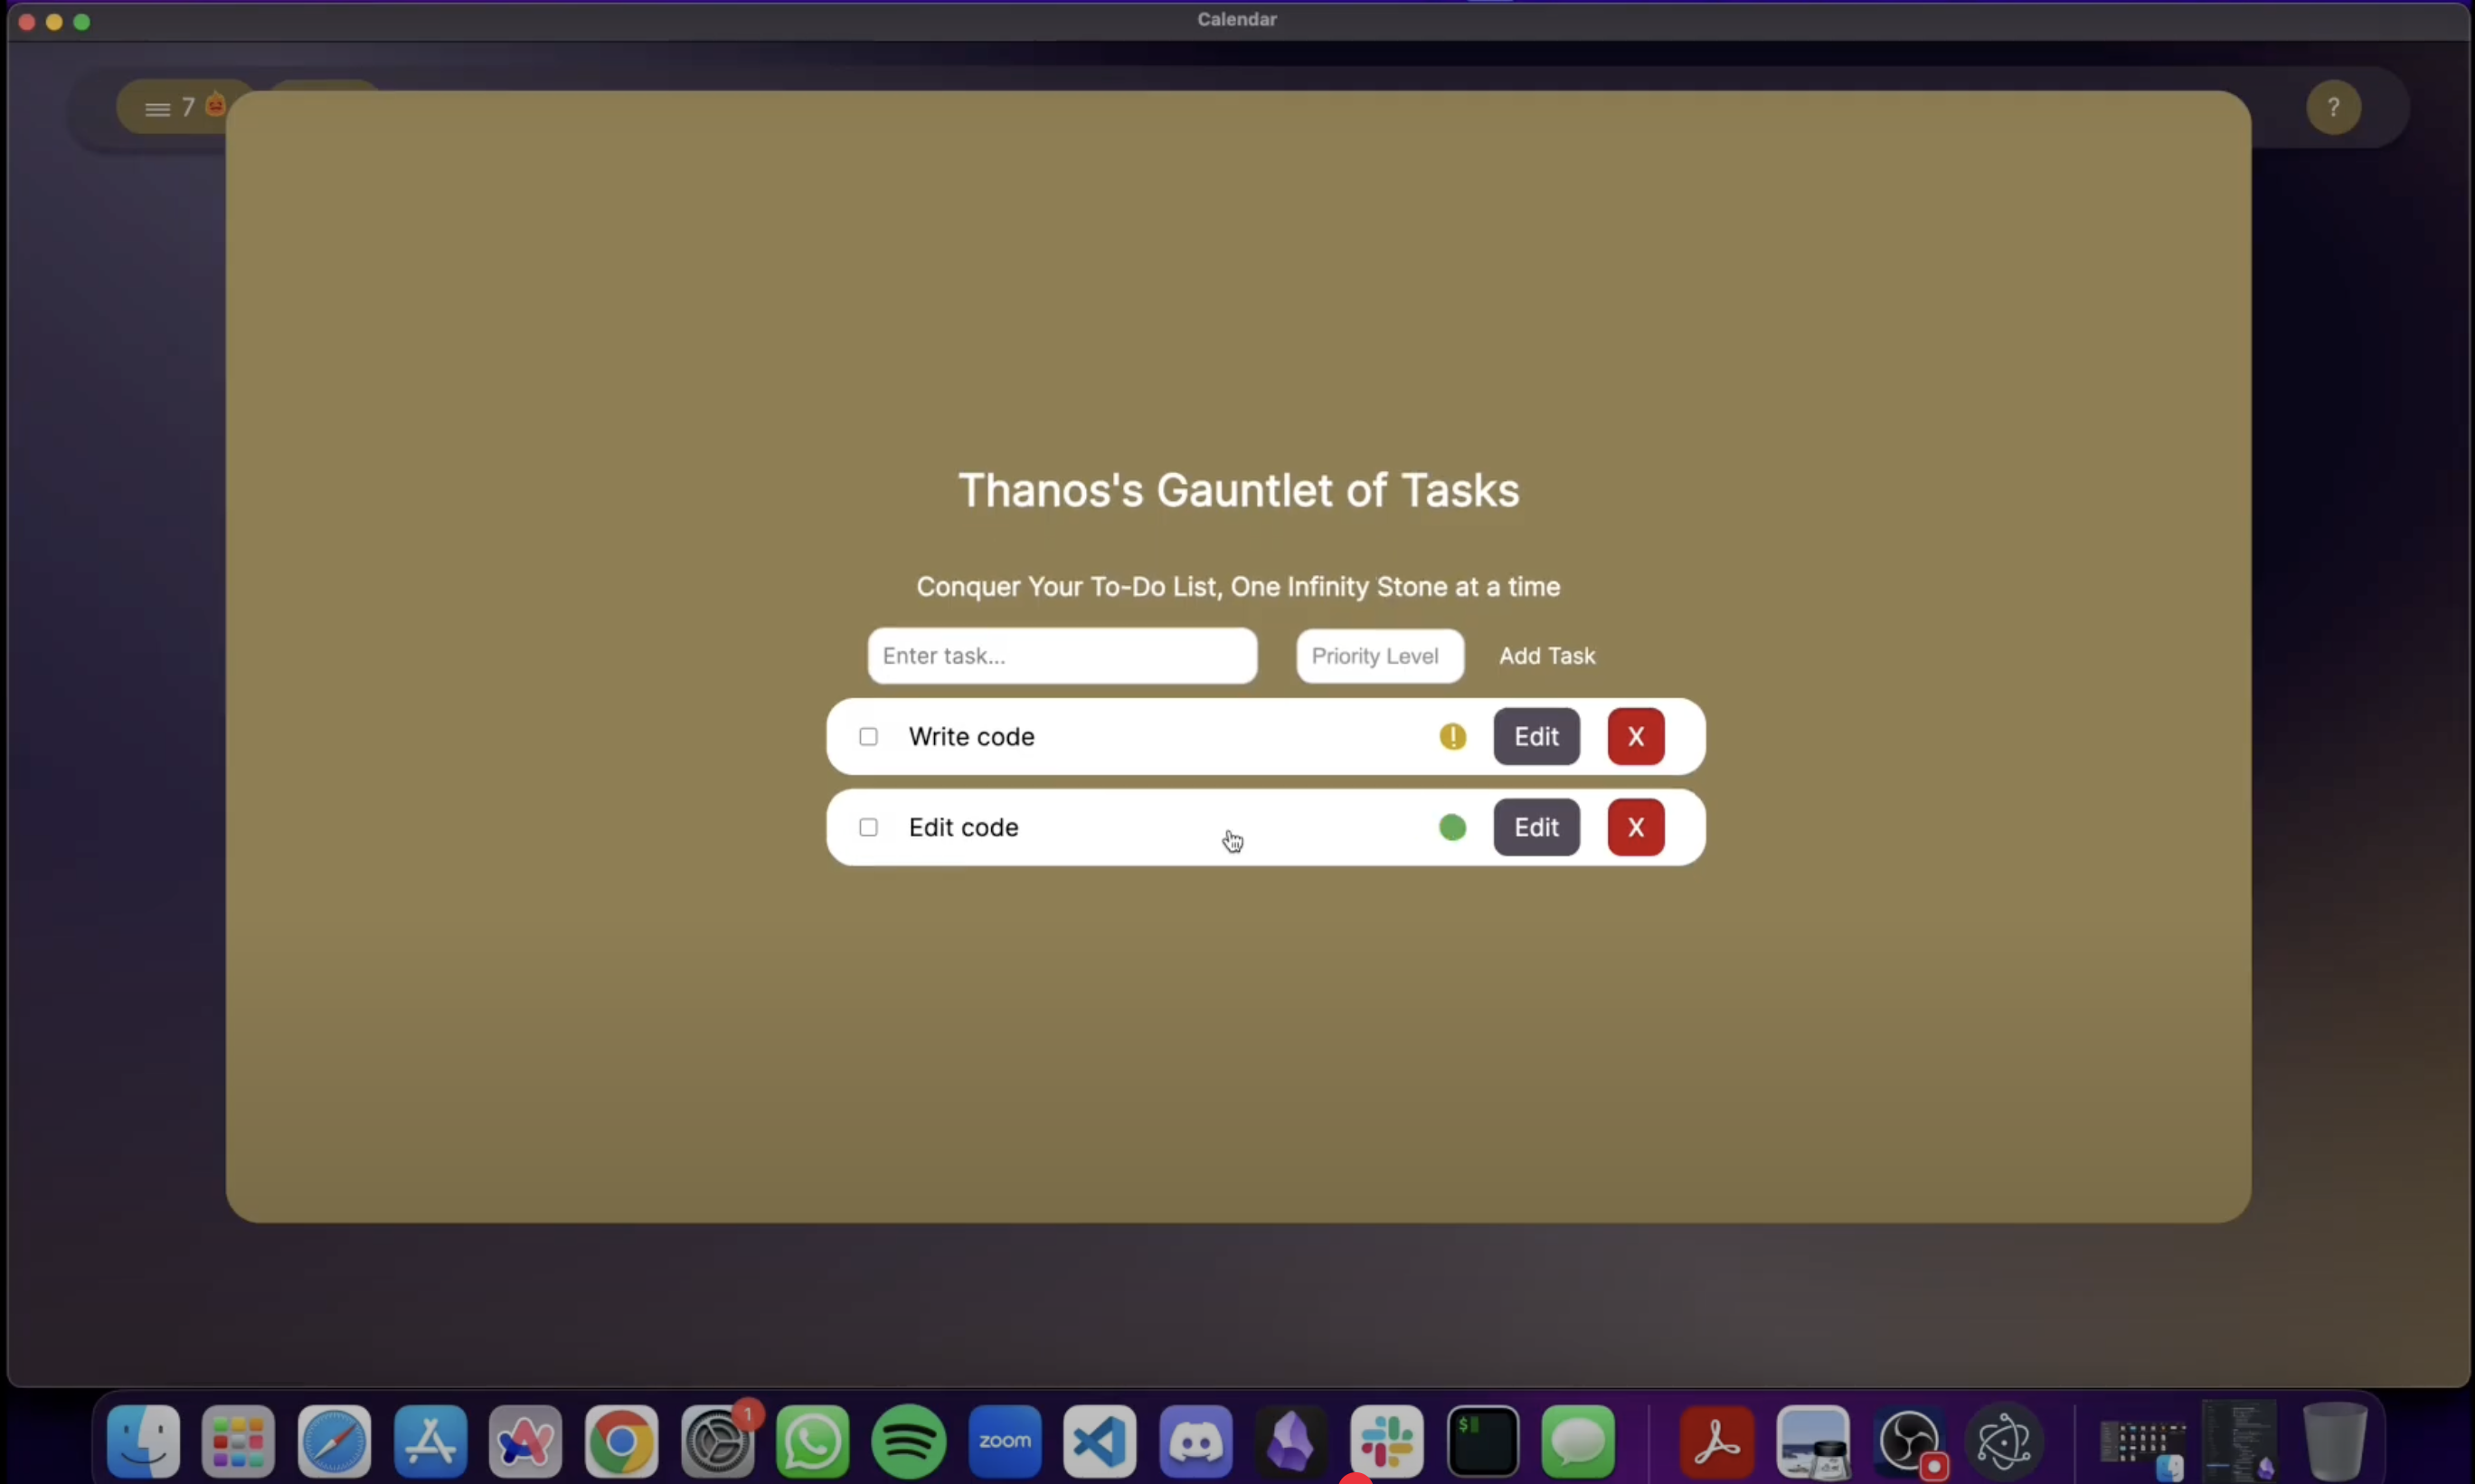 Calendar
7
?
Thanos's Gauntlet of Tasks
Conquer Your To-Do List, One Infinity Stone at a time
Enter task...
Priority Level
Add Task
Write code
!
Edit
X
Edit code
Edit
X
1
zoom
$